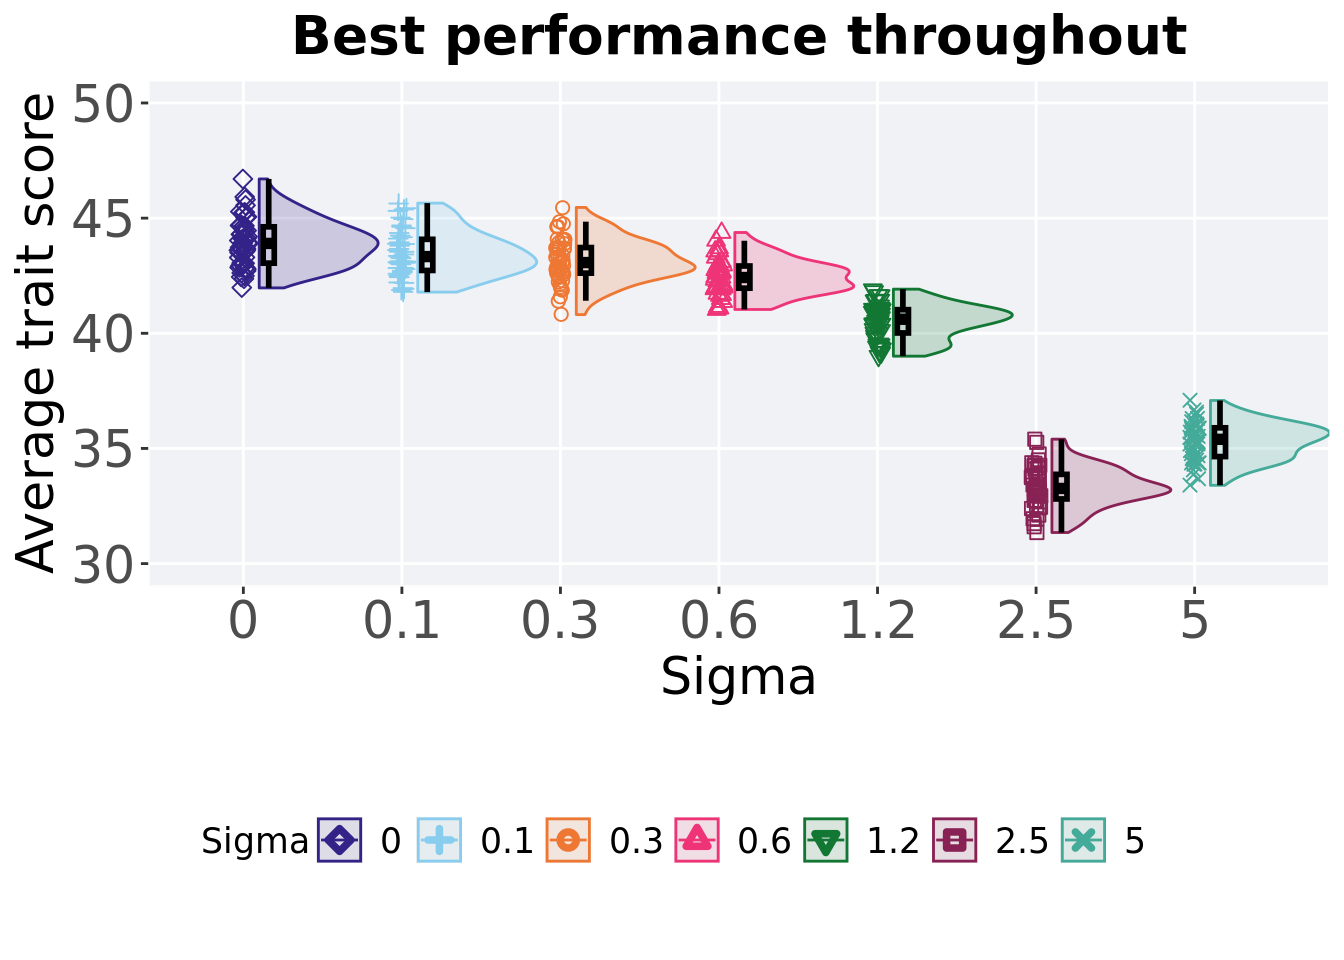 Best performance throughout
Average trait score
50
45
40
35
30
0 0.1 0.3 0.6 1.2 2.5 5
Sigma
Sigma 0 0.1 0.3 0.6 1.2 2.5 5